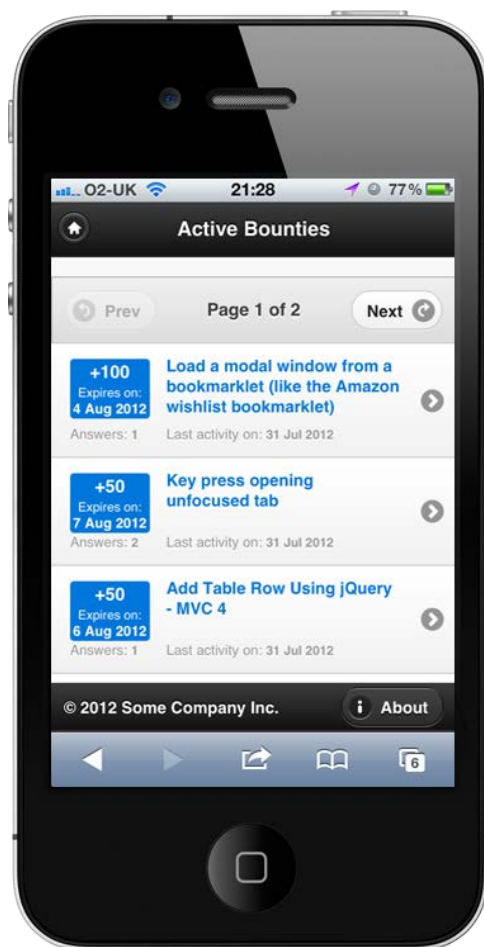 O2-UK 21:28 77%
Active Bounties
Prev Page 1 of 2 Next
+100
Expires on:
4 Aug 2012
Answers: 1
Load a modal window from a
bookmarklet (like the Amazon
wishlist bookmarklet)
Last activity on: 31 Jul 2012
+50
Expires on:
7 Aug 2012
Answers: 2
Key press opening
unfocused tab
Last activity on: 31 Jul 2012
+50
Expires on:
6 Aug 2012
Answers: 1
Add Table Row Using jQuery
- MVC 4
Last activity on: 31 Jul 2012
© 2012 Some Company Inc. i About
6